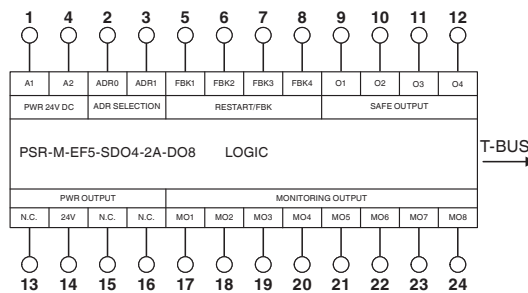 1 4 2 3 5 6 7 8 9 10 11 12
A1 A2 ADR0 ADR1 FBK1 FBK2 FBK3 FBK4 O1 O2 O3 O4
PWR 24V DC ADR SELECTION RESTART/FBK SAFE OUTPUT
PSR-M-EF5-SDO4-2A-DO8 LOGIC
T-BUS
PWR OUTPUT MONITORING OUTPUT
N.C. 24V N.C. N.C. MO1 MO2 MO3 MO4 MO5 MO6 MO7 MO8
13 14 15 16 17 18 19 20 21 22 23 24